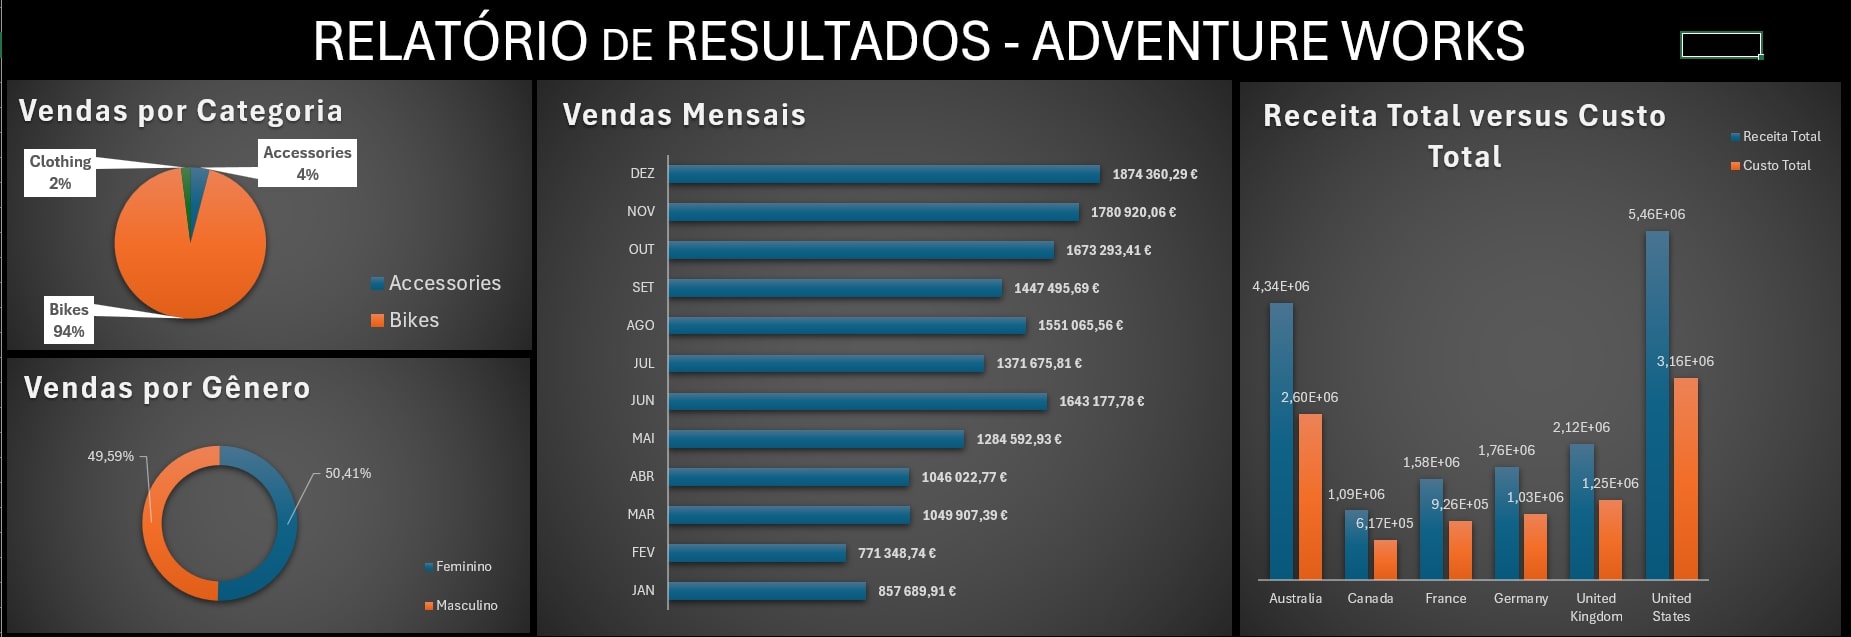 RELATÓRIO DE RESULTADOS - ADVENTURE WORKS
Vendas por Categoria
Clothing
2%
Accessories
4%
Bikes
94%
Accessories
Bikes
Vendas por Gênero
49,59%
50,41%
Feminino
Masculino
Vendas Mensais
DEZ 1874 360,29 €
NOV 1780 920,06 €
OUT 1673 293,41 €
SET 1447 495,69 €
AGO 1551 065,56 €
JUL 1371 675,81 €
JUN 1643 177,78 €
MAI 1284 592,93 €
ABR 1046 022,77 €
MAR 1049 907,39 €
FEV 771 348,74 €
JAN 857 689,91 €
Receita Total versus Custo
Total
Receita Total
Custo Total
4,34E+06
2,60E+06
1,09E+06
6,17E+05
1,58E+06
9,26E+05
1,76E+06
1,03E+06
2,12E+06
1,25E+06
5,46E+06
3,16E+06
Australia
Canada
France
Germany
United
Kingdom
United
States